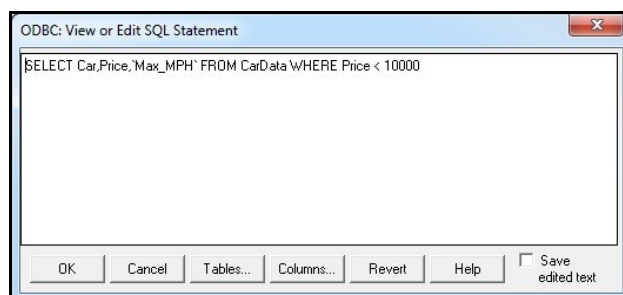 ODBC: View or Edit SQL Statement
SELECT Car,Price,`Max_MPH` FROM CarData WHERE Price < 10000
OK Cancel Tables... Columns... Revert Help Save
edited text